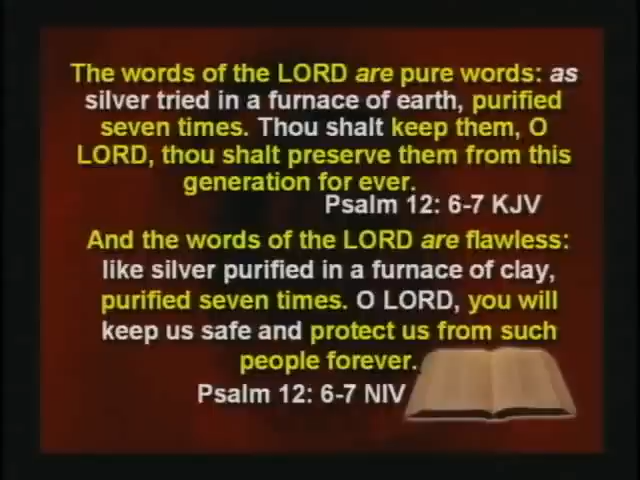 The words of the LORD are pure words: as
silver tried in a furnace of earth, purified
seven times. Thou shalt keep them, O
LORD, thou shalt preserve them from this
generation for ever.
Psalm 12: 6-7 KJV
And the words of the LORD are flawless:
like silver purified in a furnace of clay,
purified seven times. O LORD, you will
keep us safe and protect us from such
people forever.
Psalm 12: 6-7 NIV